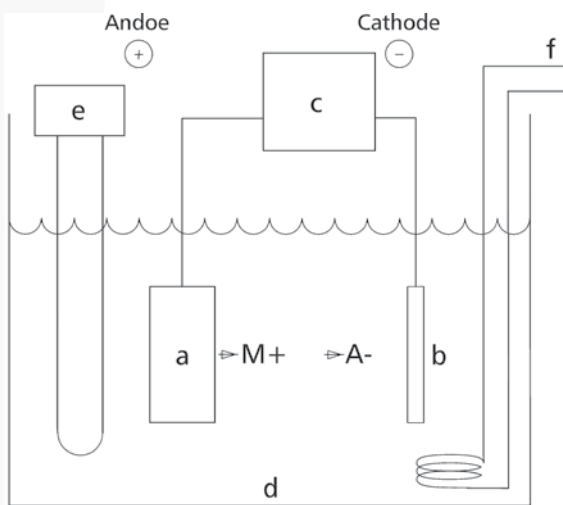 Andoe Cathode
+ − f
e c
a M+ A- b
d